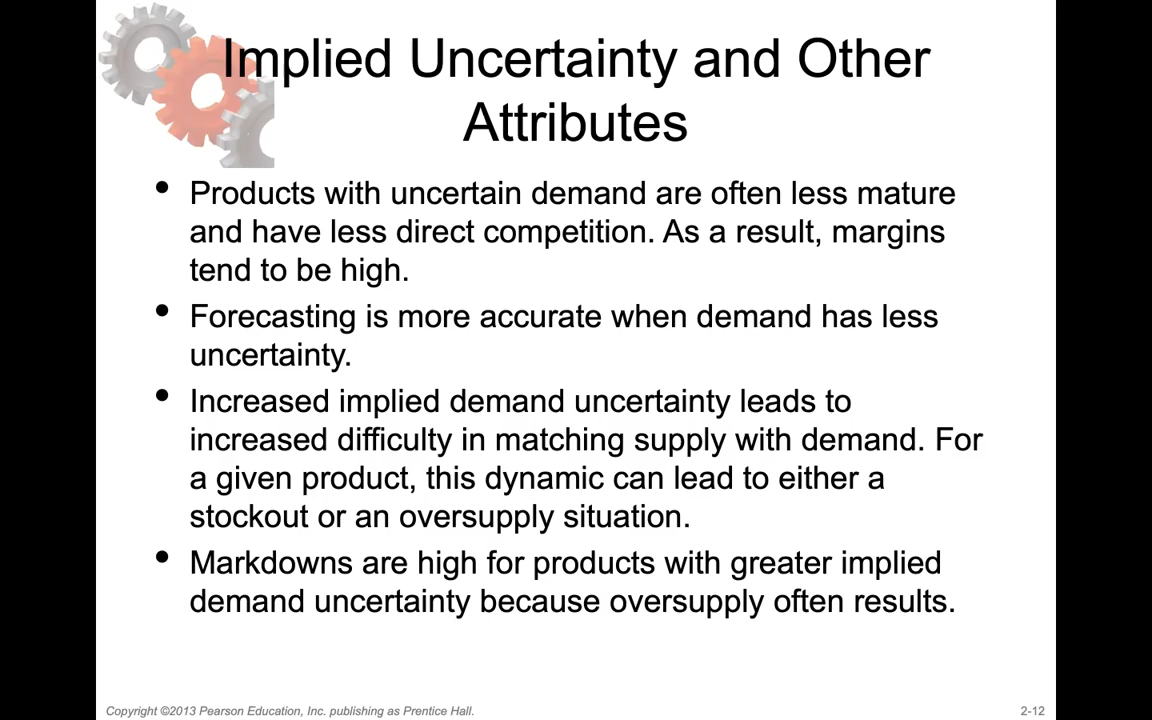 Implied Uncertainty and Other
Attributes
• Products with uncertain demand are often less mature
and have less direct competition. As a result, margins
tend to be high.
• Forecasting is more accurate when demand has less
uncertainty.
• Increased implied demand uncertainty leads to
increased difficulty in matching supply with demand. For
a given product, this dynamic can lead to either a
stockout or an oversupply situation.
• Markdowns are high for products with greater implied
demand uncertainty because oversupply often results.
Copyright ©2013 Pearson Education, Inc. publishing as Prentice Hall.
2-12